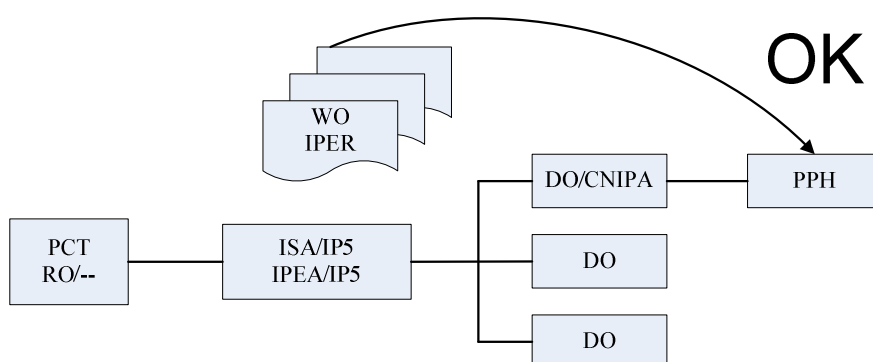 OK
WO
IPER
DO/CNIPA
PPH
PCT
RO/--
ISA/IP5
IPEA/IP5
DO
DO